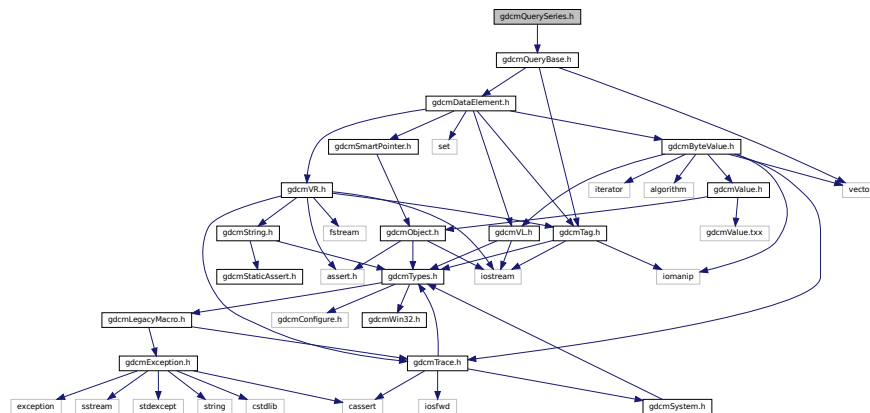 gdcmQuerySeries.h
gdcmQueryBase.h
gdcmDataElement.h
gdcmSmartPointer.h
set
gdcmByteValue.h
gdcmVR.h
iterator
algorithm
gdcmValue.h
vecto
gdcmString.h
fstream
gdcmObject.h
gdcmVL.h
gdcmTag.h
gdcmValue.txx
gdcmStaticAssert.h
assert.h
gdcmTypes.h
iostream
iomanip
gdcmLegacyMacro.h
gdcmConfigure.h
gdcmWin32.h
gdcmException.h
gdcmTrace.h
exception
sstream
stdexcept
string
cstdlib
cassert
iosfwd
gdcmSystem.h